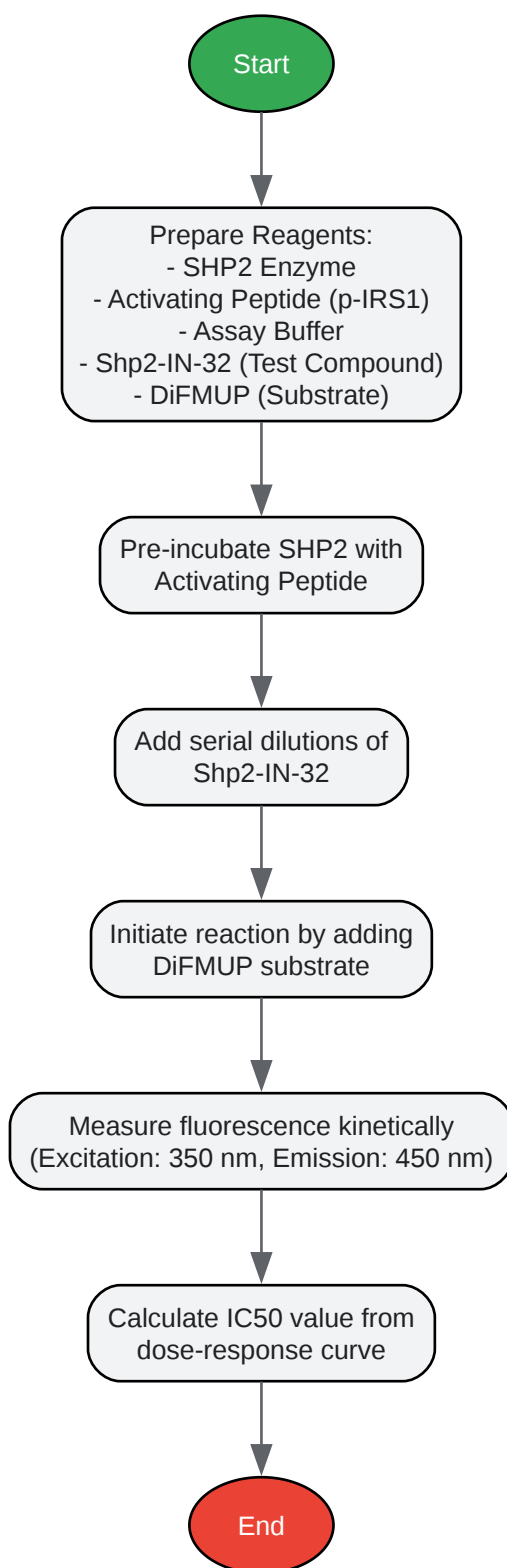 Start
Prepare Reagents:
- SHP2 Enzyme
- Activating Peptide (p-IRS1)
- Assay Buffer
- Shp2-IN-32 (Test Compound)
- DiFMUP (Substrate)
Pre-incubate SHP2 with
Activating Peptide
Add serial dilutions of
Shp2-IN-32
Initiate reaction by adding
DiFMUP substrate
Measure fluorescence kinetically
(Excitation: 350 nm, Emission: 450 nm)
Calculate IC50 value from
dose-response curve
End